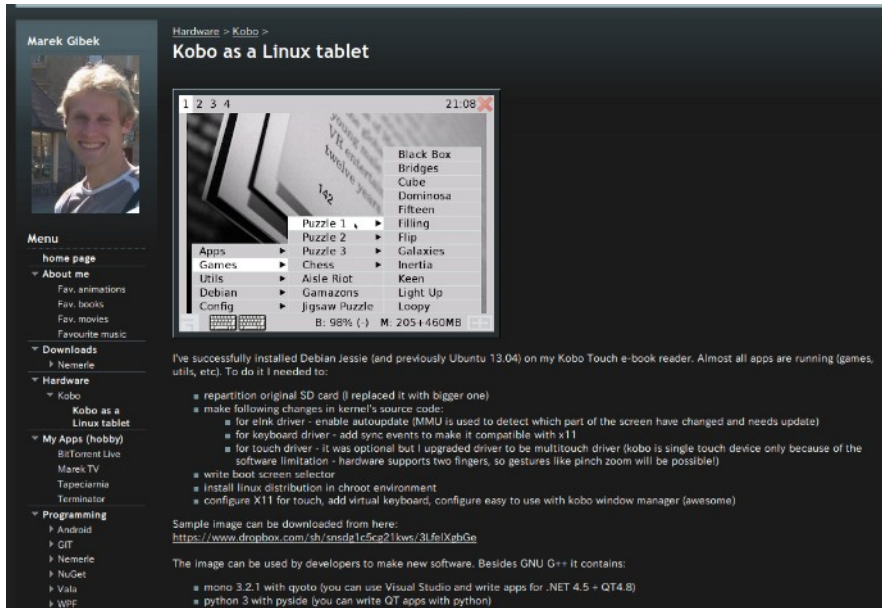 Marek Gibek
Menu
home page
About me
Fav. animations
Fav. books
Fav. movies
Favourite music
Downloads
Nemerle
Hardware
Kobo
Kobo as a
Linux tablet
My Apps (hobby)
BitTorrent Live
Marek TV
Tapeciarnia
Terminator
Programming
Android
GIT
Nemerle
NuGet
Vala
WPF
Hardware > Kobo >
Kobo as a Linux tablet
1 2 3 4 21:08
VR entertain
twelve years
142
Black Box
Bridges
Cube
Dominosa
Fifteen
Puzzle 1 Filling
Puzzle 2 Flip
Apps Puzzle 3 Galaxies
Games Chess Inertia
Utils Aisle Riot Keen
Debian Gamazons Light Up
Config Jigsaw Puzzle Loopy
B: 98% (-) M: 205+460MB
I've successfully installed Debian Jessie (and previously Ubuntu 13.04) on my Kobo Touch e-book reader. Almost all apps are running (games,
utils, etc). To do it I needed to:
repartition original SD card (I replaced it with bigger one)
make following changes in kernel's source code:
for eInk driver - enable autoupdate (MMU is used to detect which part of the screen have changed and needs update)
for keyboard driver - add sync events to make it compatible with x11
for touch driver - it was optional but I upgraded driver to be multitouch driver (kobo is single touch device only because of the
software limitation - hardware supports two fingers, so gestures like pinch zoom will be possible!)
write boot screen selector
install linux distribution in chroot environment
configure X11 for touch, add virtual keyboard, configure easy to use with kobo window manager (awesome)
Sample image can be downloaded from here:
https://www.dropbox.com/sh/snsdg1c5cg21kws/3LfelXgbGe
The image can be used by developers to make new software. Besides GNU G++ it contains:
mono 3.2.1 with qyoto (you can use Visual Studio and write apps for .NET 4.5 + QT4.8)
python 3 with pyside (you can write QT apps with python)